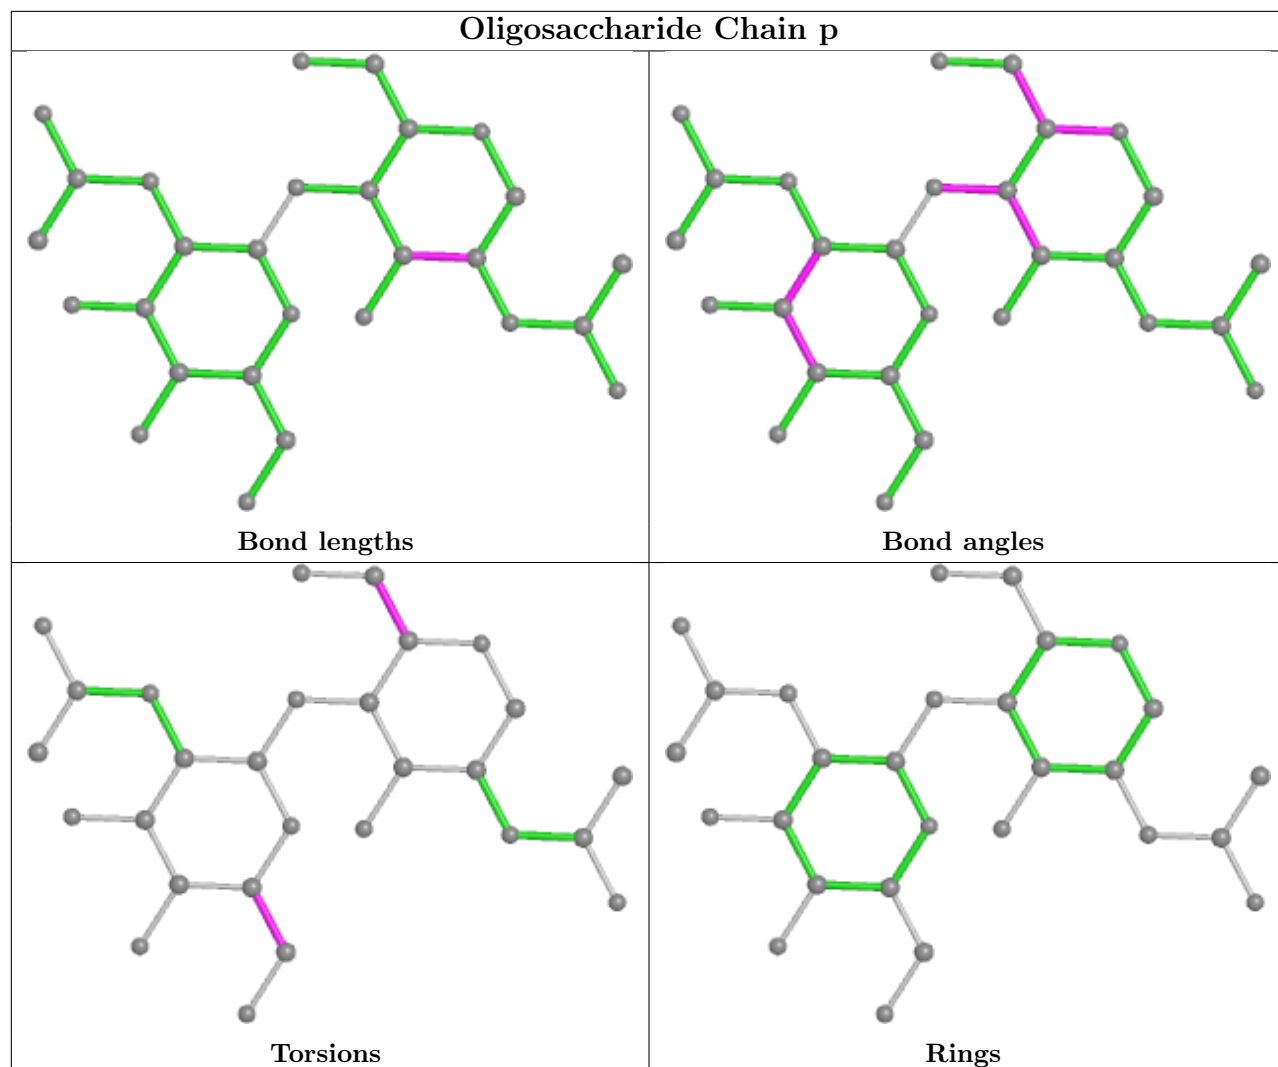 Oligosaccharide Chain p
Bond lengths
Bond angles
Torsions
Rings